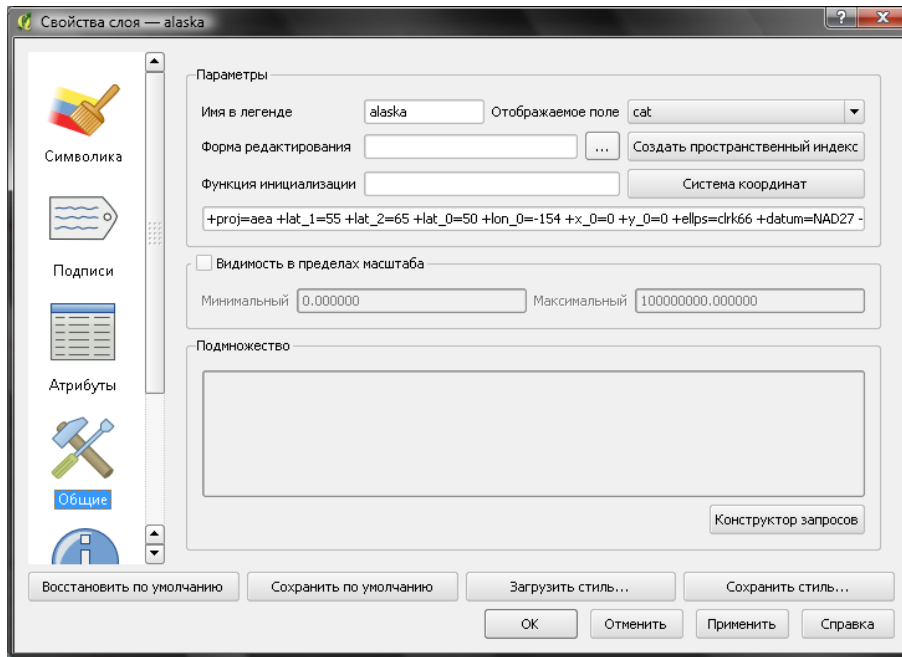 Свойства слоя — alaska
Символика
Подписи
Атрибуты
Общие
Параметры
Имя в легенде alaska Отображаемое поле cat
Форма редактирования ... Создать пространственный индекс
Функция инициализации Система координат
+proj=aea +lat_1=55 +lat_2=65 +lat_0=50 +lon_0=-154 +x_0=0 +y_0=0 +ellps=clrk66 +datum=NAD27 -
Видимость в пределах масштаба
Минимальный 0.000000 Максимальный 100000000.000000
Подмножество
Конструктор запросов
Восстановить по умолчанию Сохранить по умолчанию Загрузить стиль... Сохранить стиль...
OK Отменить Применить Справка